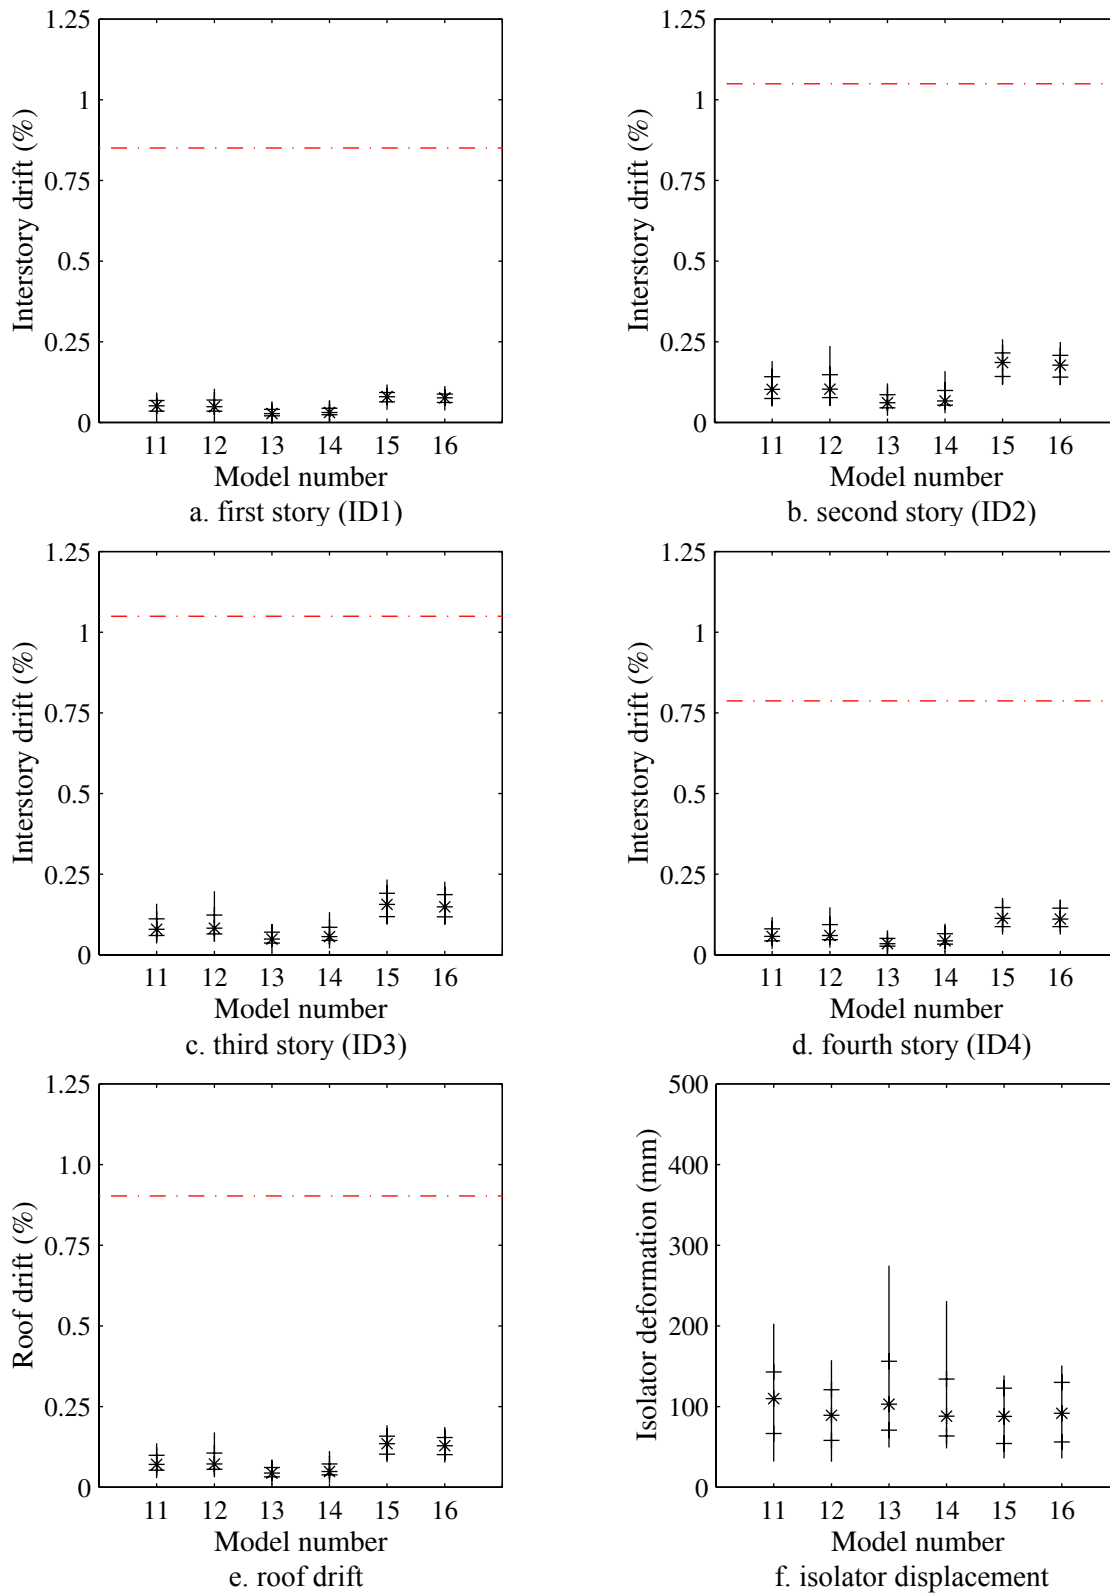 1.25
1
0.75
0.5
0.25
0
Interstory drift (%)
11 12 13 14 15 16
Model number
a. first story (ID1)
1.25
1
0.75
0.5
0.25
0
Interstory drift (%)
11 12 13 14 15 16
Model number
b. second story (ID2)
1.25
1
0.75
0.5
0.25
0
Interstory drift (%)
11 12 13 14 15 16
Model number
c. third story (ID3)
1.25
1
0.75
0.5
0.25
0
Interstory drift (%)
11 12 13 14 15 16
Model number
d. fourth story (ID4)
1.25
1.0
0.75
0.5
0.25
0
Roof drift (%)
11 12 13 14 15 16
Model number
e. roof drift
500
400
300
200
100
0
Isolator deformation (mm)
11 12 13 14 15 16
Model number
f. isolator displacement